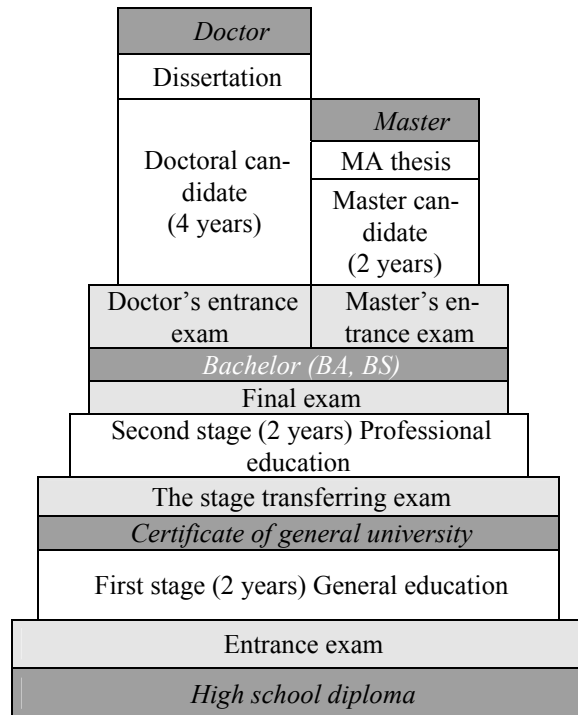 Doctor
Dissertation
Doctoral can-
didate
(4 years)
Master
MA thesis
Master can-
didate
(2 years)
Doctor’s entrance
exam
Master’s en-
trance exam
Bachelor (BA, BS)
Final exam
Second stage (2 years) Professional
education
The stage transferring exam
Certificate of general university
First stage (2 years) General education
Entrance exam
High school diploma